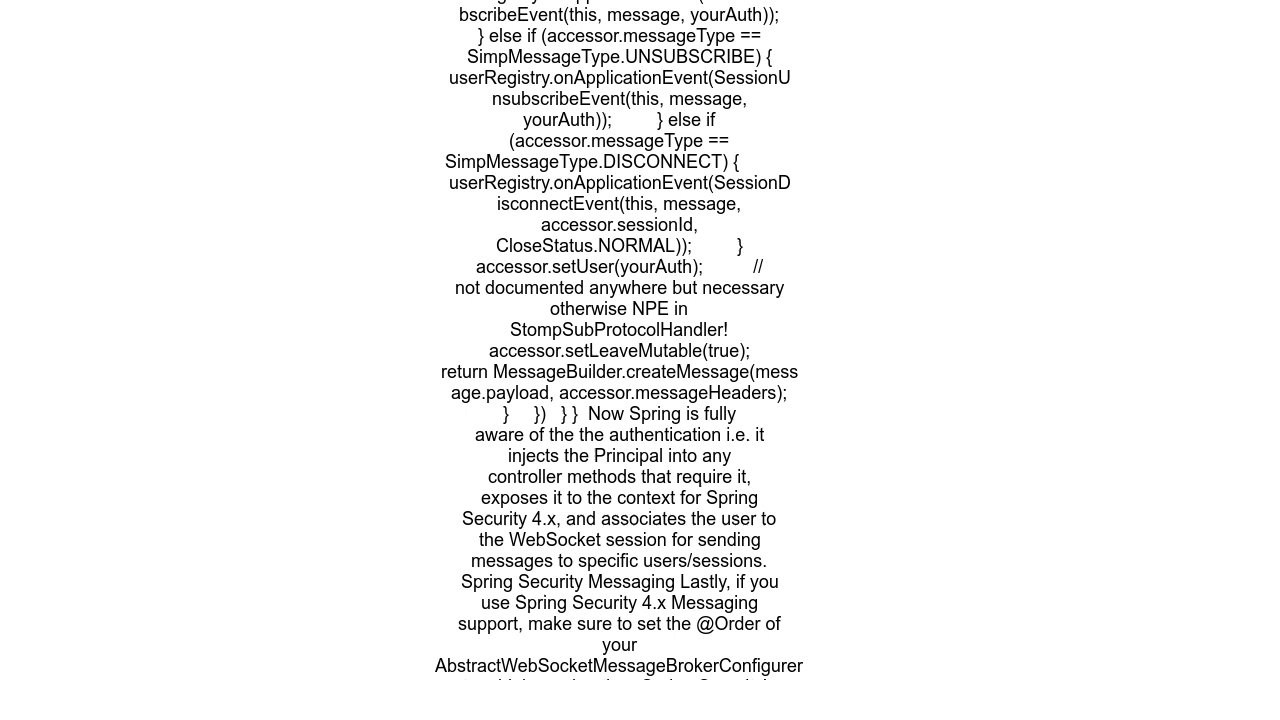 bscribeEvent(this, message, yourAuth));
} else if (accessor.messageType ==
SimpMessageType.UNSUBSCRIBE) {
userRegistry.onApplicationEvent(SessionU
nsubscribeEvent(this, message,
yourAuth)); } else if
(accessor.messageType ==
SimpMessageType.DISCONNECT) {
userRegistry.onApplicationEvent(SessionD
isconnectEvent(this, message,
accessor.sessionId,
CloseStatus.NORMAL)); }
accessor.setUser(yourAuth); //
not documented anywhere but necessary
otherwise NPE in
StompSubProtocolHandler!
accessor.setLeaveMutable(true);
return MessageBuilder.createMessage(mess
age.payload, accessor.messageHeaders);
} }) } } Now Spring is fully
aware of the the authentication i.e. it
injects the Principal into any
controller methods that require it,
exposes it to the context for Spring
Security 4.x, and associates the user to
the WebSocket session for sending
messages to specific users/sessions.
Spring Security Messaging Lastly, if you
use Spring Security 4.x Messaging
support, make sure to set the @Order of
your
AbstractWebSocketMessageBrokerConfigurer